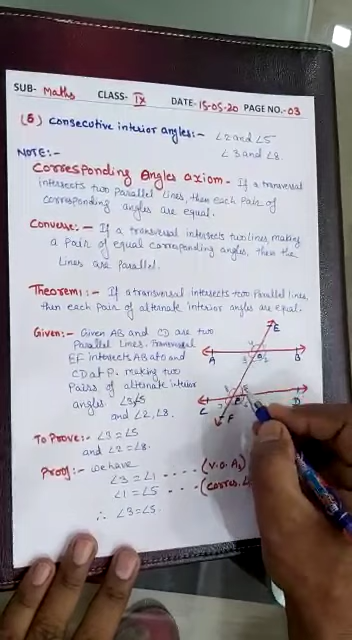 SUB- Maths CLASS- IX DATE- 15-05-20 PAGE NO.-03
(5) Consecutive interior angles:- ∠2 and ∠5
∠3 and ∠8.
NOTE:-
Corresponding Angles axiom - If a transversal
intersects two Parallel lines, then each Pair of
corresponding angles are equal.
Converse:- If a transversal intersects two lines, making
a Pair of equal corresponding angles, then the
Lines are Parallel.
Theorem 1:- If a transversal intersects two Parallel lines,
then each pair of alternate interior angles are equal.
Given:- Given AB and CD are two
Parallel Lines. Transversal
EF intersects AB at O and
CD at P. making two
Pairs of alternate interior
angles. ∠3,∠5
and ∠2, ∠8.
E
A O B
C P D
F
To Prove:- ∠3 = ∠5
and ∠2 = ∠8.
Proof:- we have
∠3 = ∠1 .... (V.O.A)
∠1 = ∠5 ... (corres.
∴ ∠3 = ∠5.